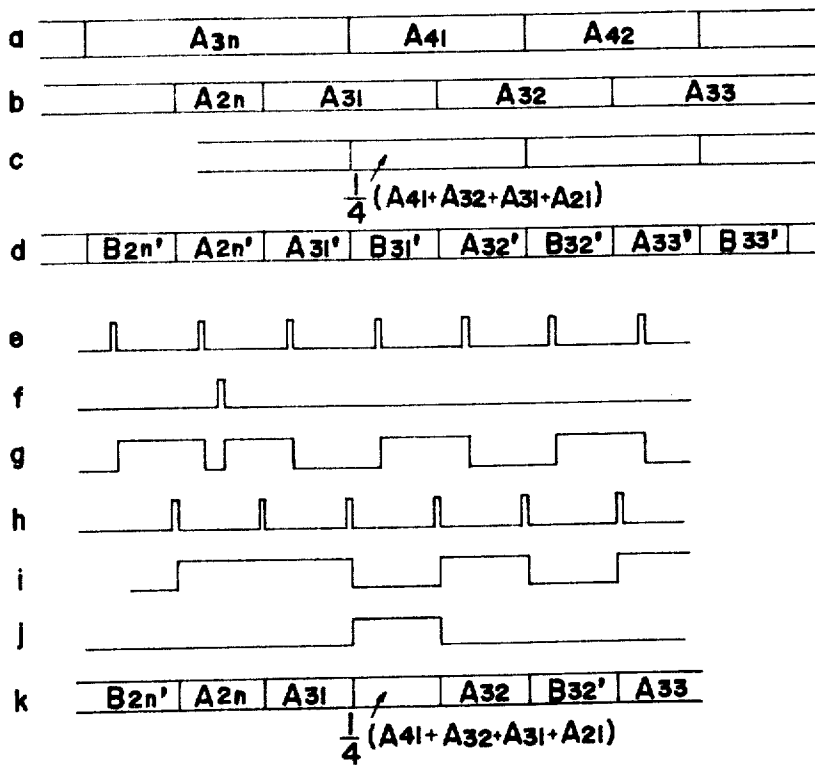 a A3n A41 A42
b A2n A31 A32 A33
c
1/4 (A41+A32+A31+A21)
d B2n' A2n' A31' B31' A32' B32' A33' B33'
e
f
g
h
i
j
k B2n' A2n A31 A32 B32' A33
1/4 (A41+A32+A31+A21)